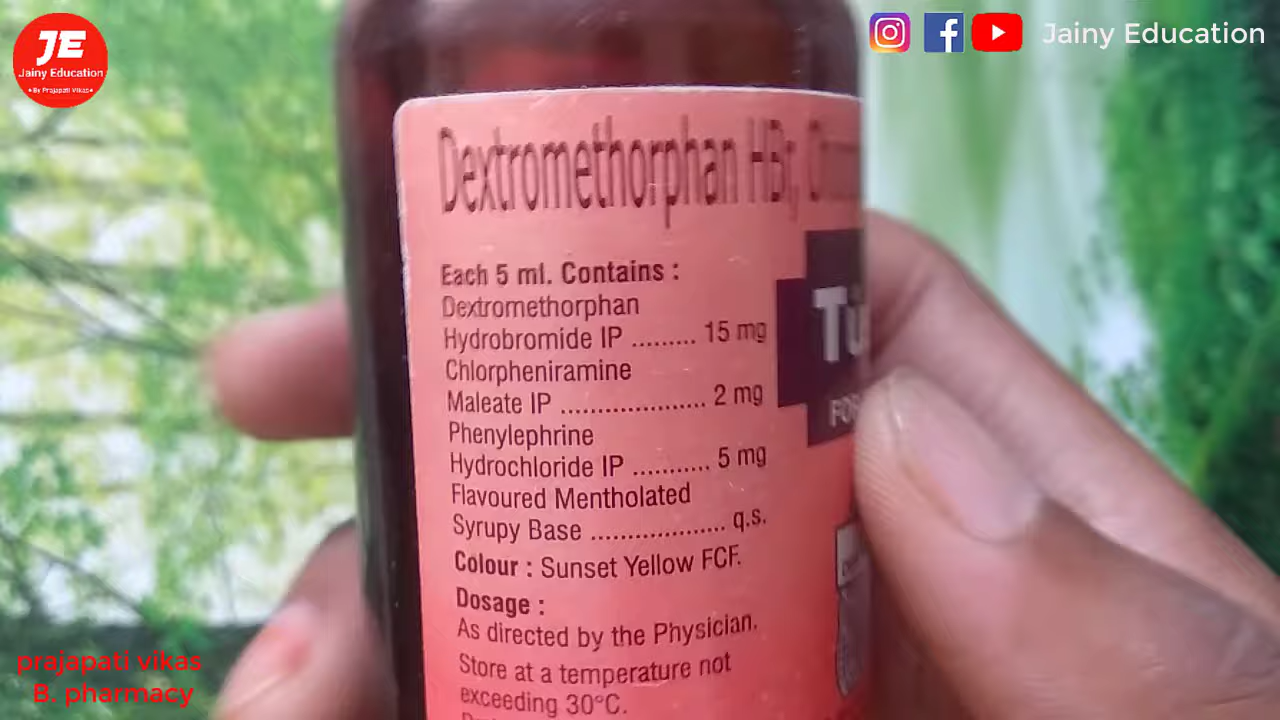 JE
Jainy Education
• By Prajapati Vikas •
Jainy Education
Dextromethorphan HBr,
Each 5 ml. Contains :
Dextromethorphan
Hydrobromide IP ......... 15 mg
Chlorpheniramine
Maleate IP ..................... 2 mg
Phenylephrine
Hydrochloride IP ........... 5 mg
Flavoured Mentholated
Syrupy Base ................... q.s.
Colour : Sunset Yellow FCF.
Dosage :
As directed by the Physician.
Store at a temperature not
exceeding 30°C.
prajapati vikas
B. pharmacy